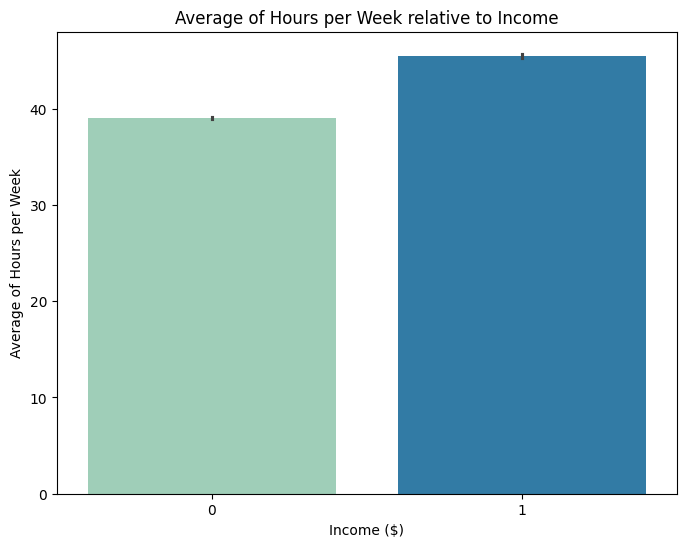 Average of Hours per Week relative to Income
Average of Hours per Week
40
30
20
10
0
0 1
Income ($)